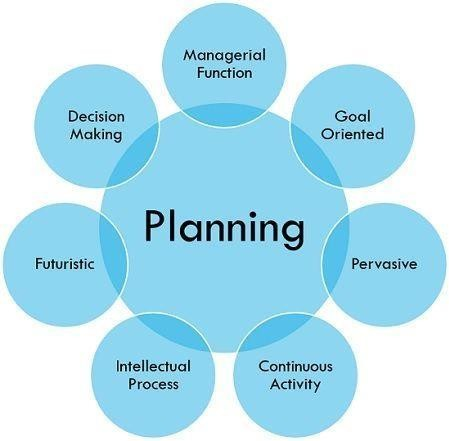 Managerial
Function
Decision
Making
Goal
Oriented
Planning
Futuristic
Pervasive
Intellectual
Process
Continuous
Activity